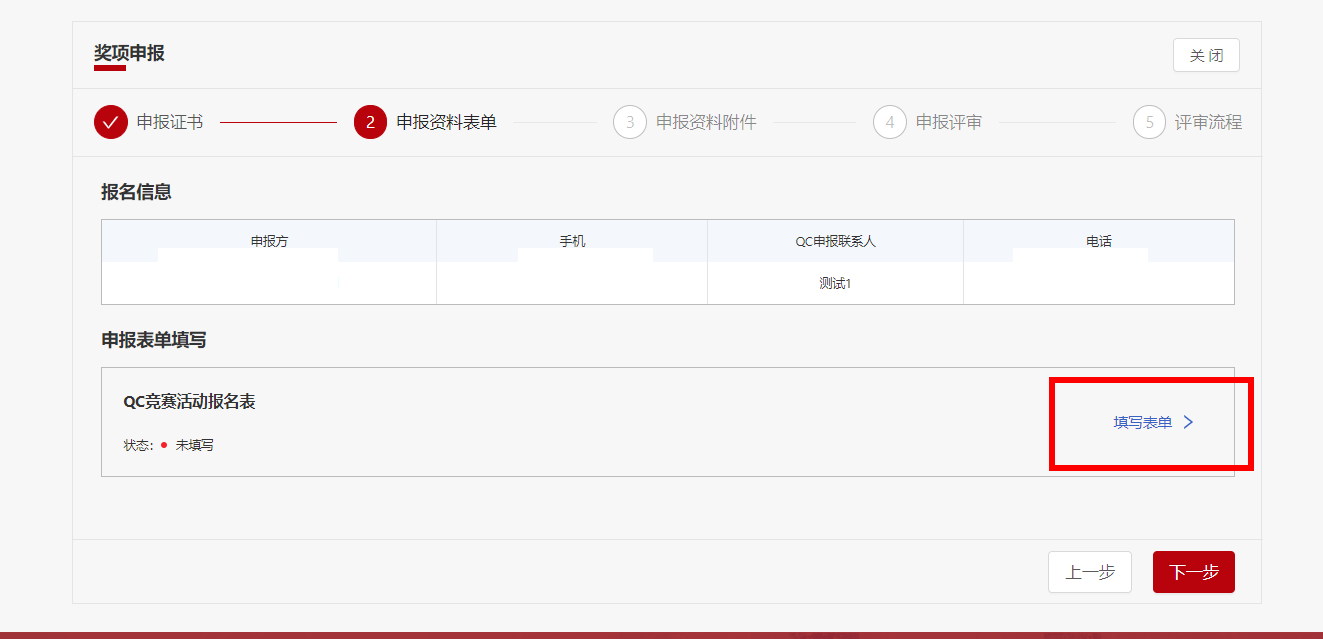 奖项申报
关 闭
申报证书
2 申报资料表单
3 申报资料附件
4 申报评审
5 评审流程
报名信息
申报方 手机 QC申报联系人 电话
测试1
申报表单填写
QC竞赛活动报名表
填写表单
状态: 未填写
上一步 下一步